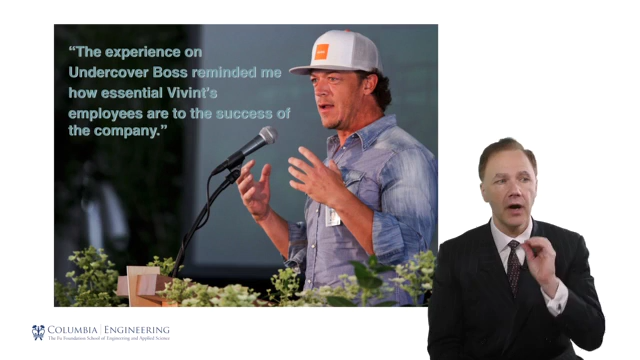 “The experience on
Undercover Boss reminded me
how essential Vivint’s
employees are to the success of
the company.”
COLUMBIA | ENGINEERING
The Fu Foundation School of Engineering and Applied Science